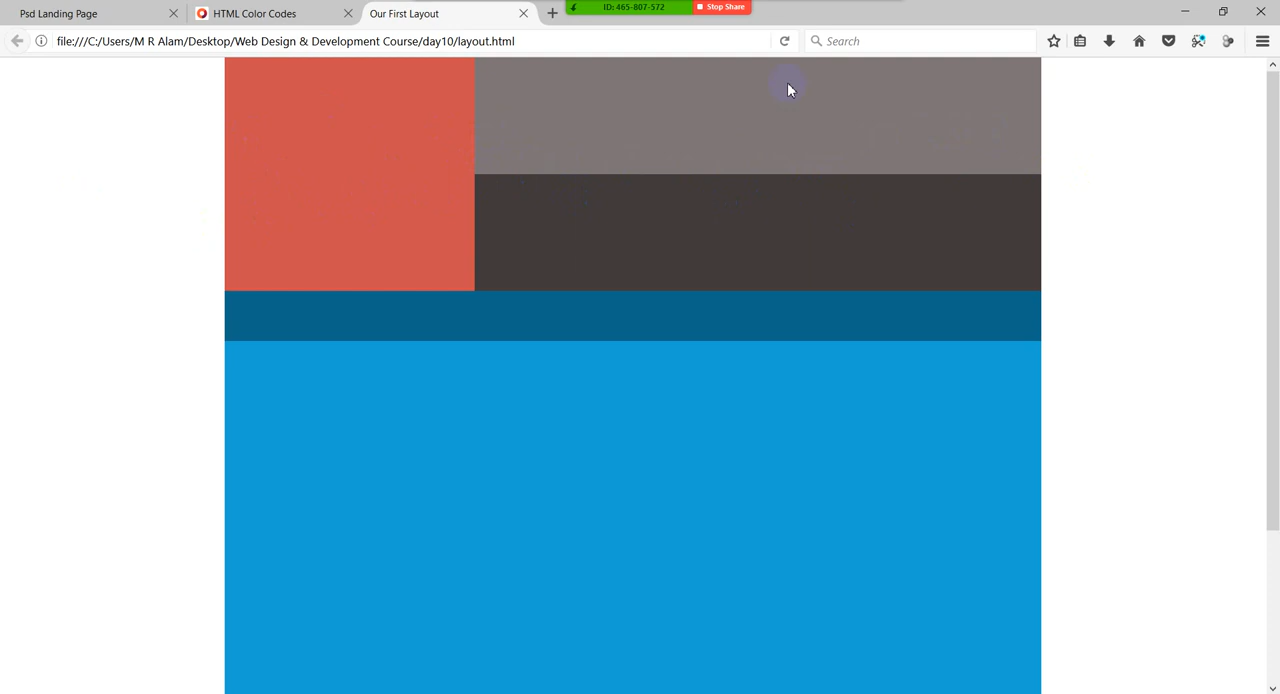 Psd Landing Page
HTML Color Codes
Our First Layout
ID: 465-807-572
Stop Share
file:///C:/Users/M R Alam/Desktop/Web Design & Development Course/day10/layout.html
Search